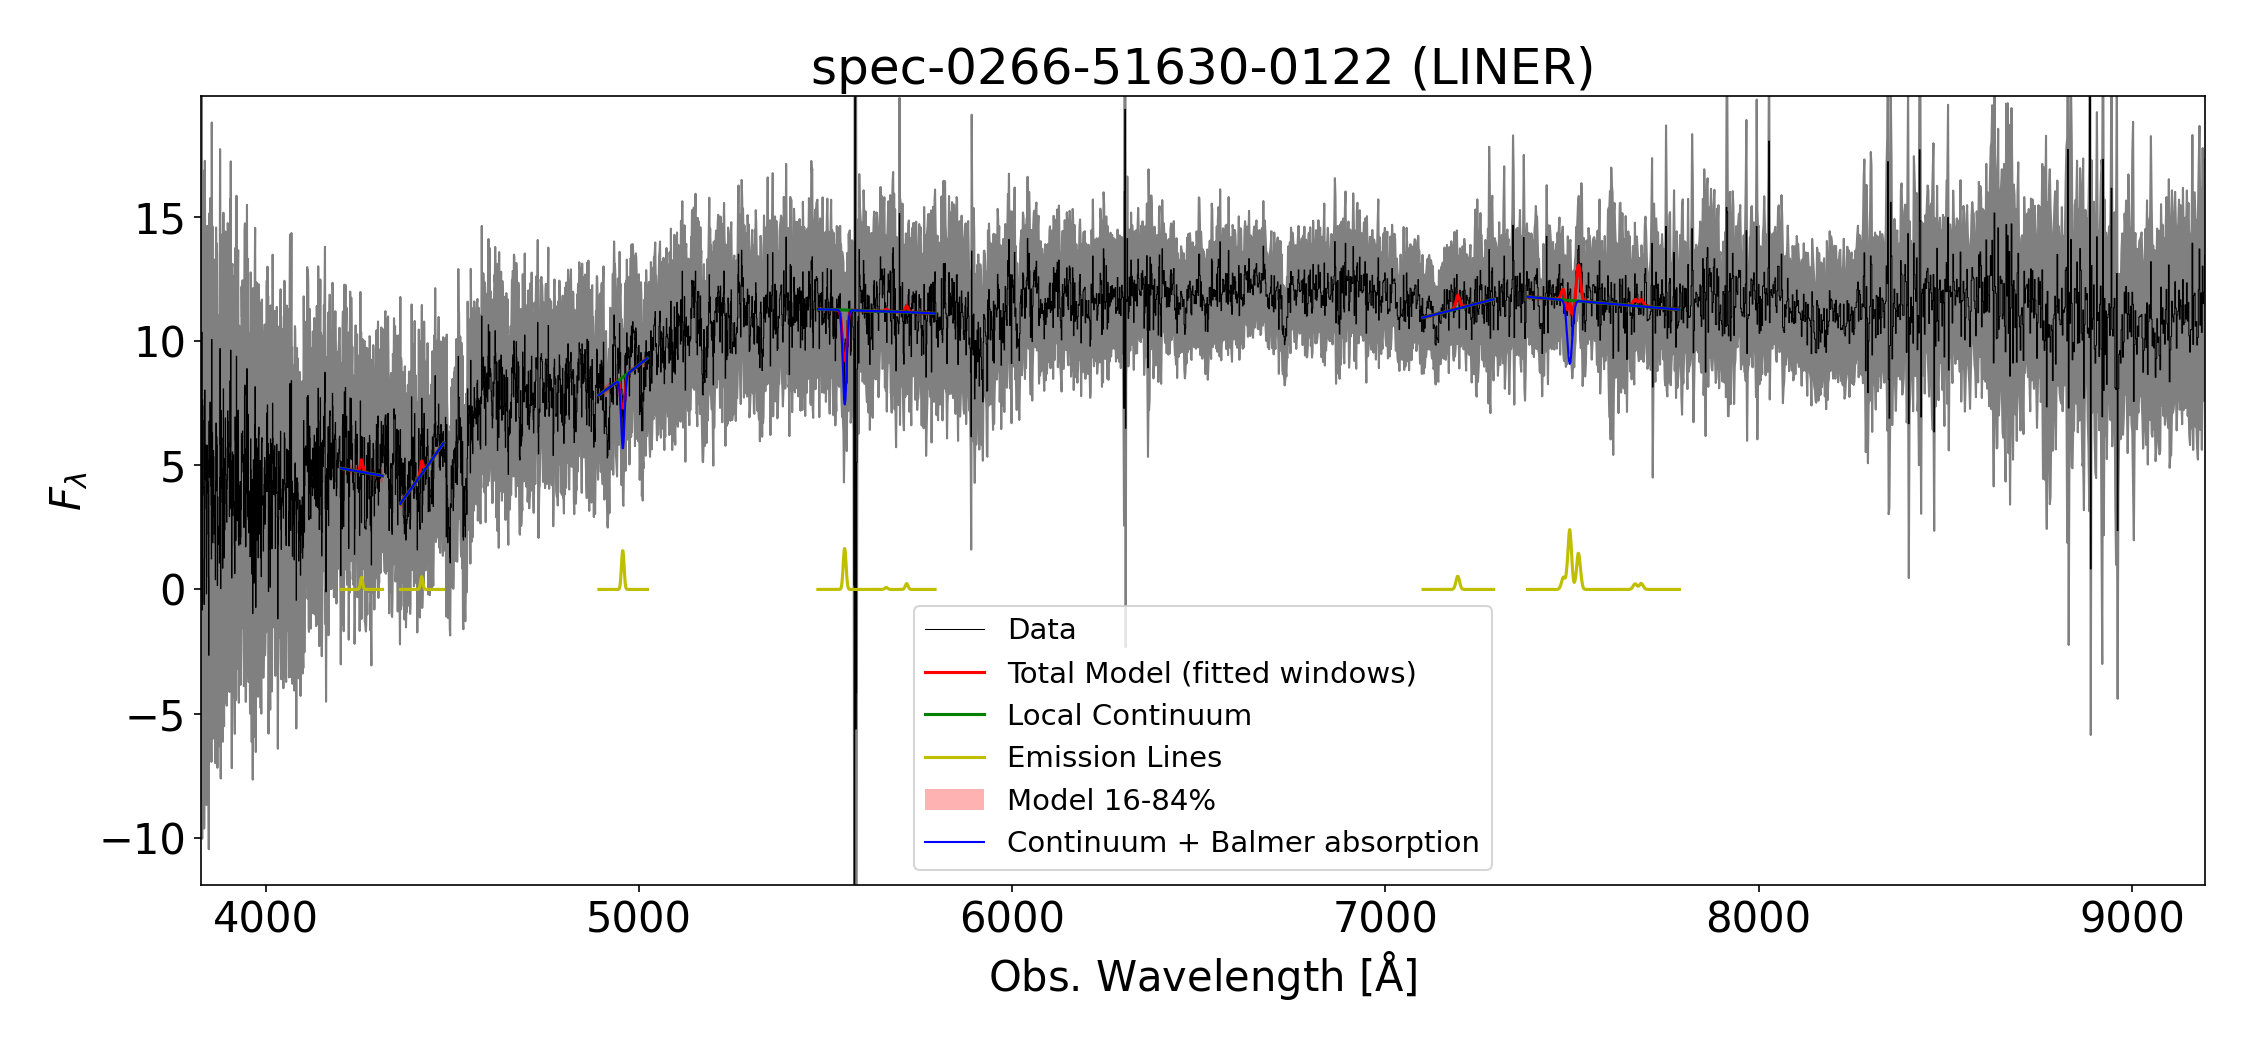 spec-0266-51630-0122 (LINER)
15
10
5
0
−5
−10
Fλ
Data
Total Model (fitted windows)
Local Continuum
Emission Lines
Model 16-84%
Continuum + Balmer absorption
4000 5000 6000 7000 8000 9000
Obs. Wavelength [Å]